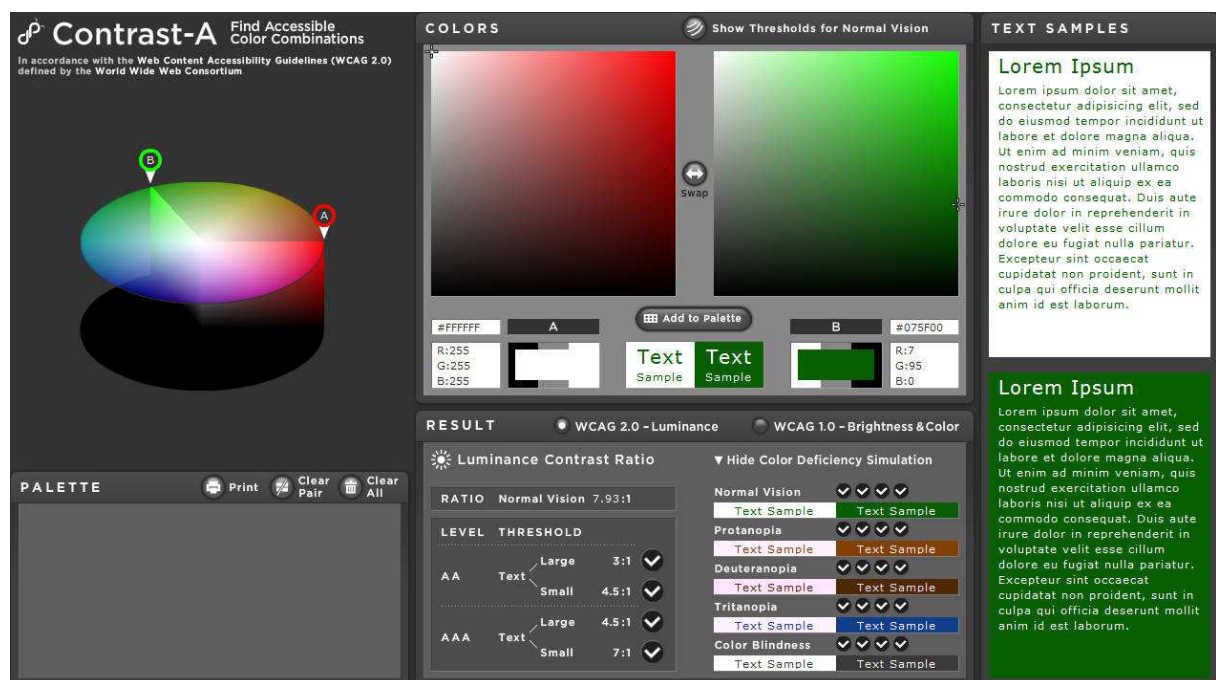 Contrast-A Find Accessible
Color Combinations
In accordance with the Web Content Accessibility Guidelines (WCAG 2.0)
defined by the World Wide Web Consortium
B
A
PALETTE
Print
Clear
Pair
Clear
All
COLORS
Show Thresholds for Normal Vision
Swap
Add to Palette
#FFFFFF
A
B
#075F00
R:255
G:255
B:255
Text
Sample
Text
Sample
R:7
G:95
B:0
RESULT
WCAG 2.0 – Luminance
WCAG 1.0 – Brightness & Color
Luminance Contrast Ratio
RATIO Normal Vision 7.93:1
LEVEL THRESHOLD
AA Text
Large 3:1
Small 4.5:1
AAA Text
Large 4.5:1
Small 7:1
▼ Hide Color Deficiency Simulation
Normal Vision
Text Sample Text Sample
Protanopia
Text Sample Text Sample
Deuteranopia
Text Sample Text Sample
Tritanopia
Text Sample Text Sample
Color Blindness
Text Sample Text Sample
TEXT SAMPLES
Lorem Ipsum
Lorem ipsum dolor sit amet,
consectetur adipisicing elit, sed
do eiusmod tempor incididunt ut
labore et dolore magna aliqua.
Ut enim ad minim veniam, quis
nostrud exercitation ullamco
laboris nisi ut aliquip ex ea
commodo consequat. Duis aute
irure dolor in reprehenderit in
voluptate velit esse cillum
dolore eu fugiat nulla pariatur.
Excepteur sint occaecat
cupidatat non proident, sunt in
culpa qui officia deserunt mollit
anim id est laborum.
Lorem Ipsum
Lorem ipsum dolor sit amet,
consectetur adipisicing elit, sed
do eiusmod tempor incididunt ut
labore et dolore magna aliqua.
Ut enim ad minim veniam, quis
nostrud exercitation ullamco
laboris nisi ut aliquip ex ea
commodo consequat. Duis aute
irure dolor in reprehenderit in
voluptate velit esse cillum
dolore eu fugiat nulla pariatur.
Excepteur sint occaecat
cupidatat non proident, sunt in
culpa qui officia deserunt mollit
anim id est laborum.